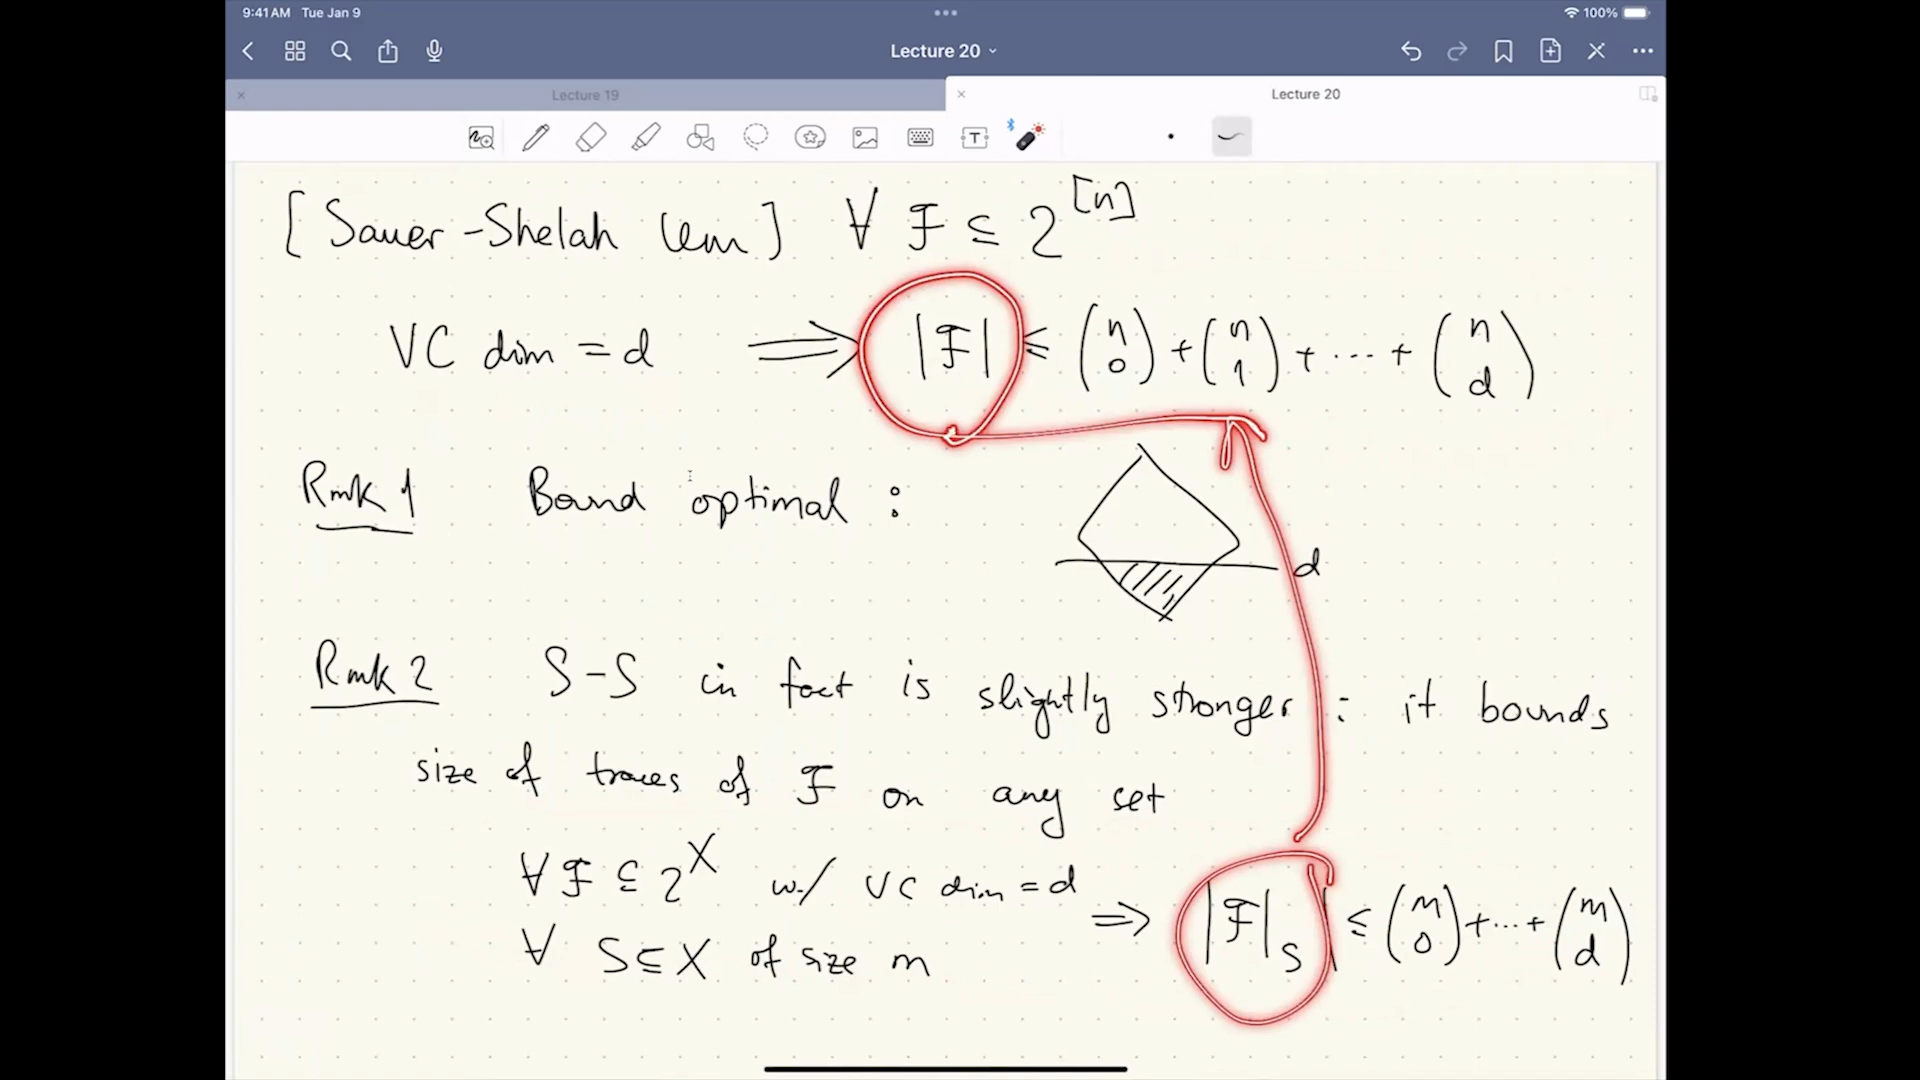 9:41 AM Tue Jan 9
100%
Lecture 20
Lecture 19
Lecture 20
[Sauer-Shelah lem] ∀ F ⊆ 2^[n]
VC dim = d ⟹ |F| ≤ (n 0) + (n 1) + ... + (n d)
Rmk 1 Bound optimal :
d
Rmk 2 S-S in fact is slightly stronger : it bounds
size of traces of F on any set
∀ F ⊆ 2^X w/ VC dim = d
∀ S ⊆ X of size m ⟹ |F|_S| ≤ (m 0) + ... + (m d)